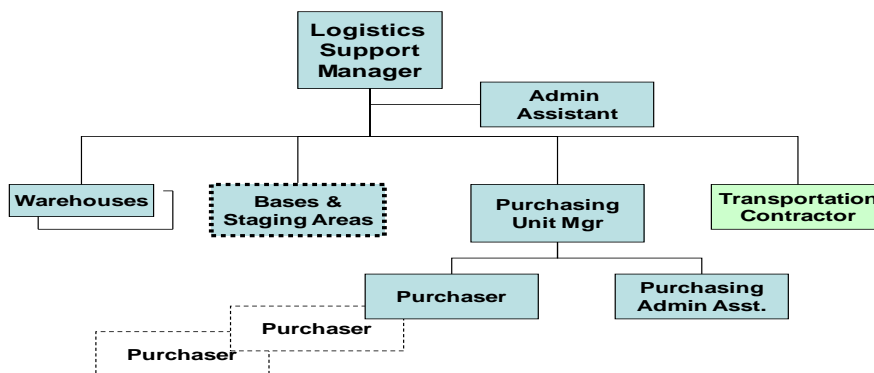 Logistics
Support
Manager
Admin
Assistant
Warehouses
Bases &
Staging Areas
Purchasing
Unit Mgr
Transportation
Contractor
Purchaser
Purchasing
Admin Asst.
Purchaser
Purchaser